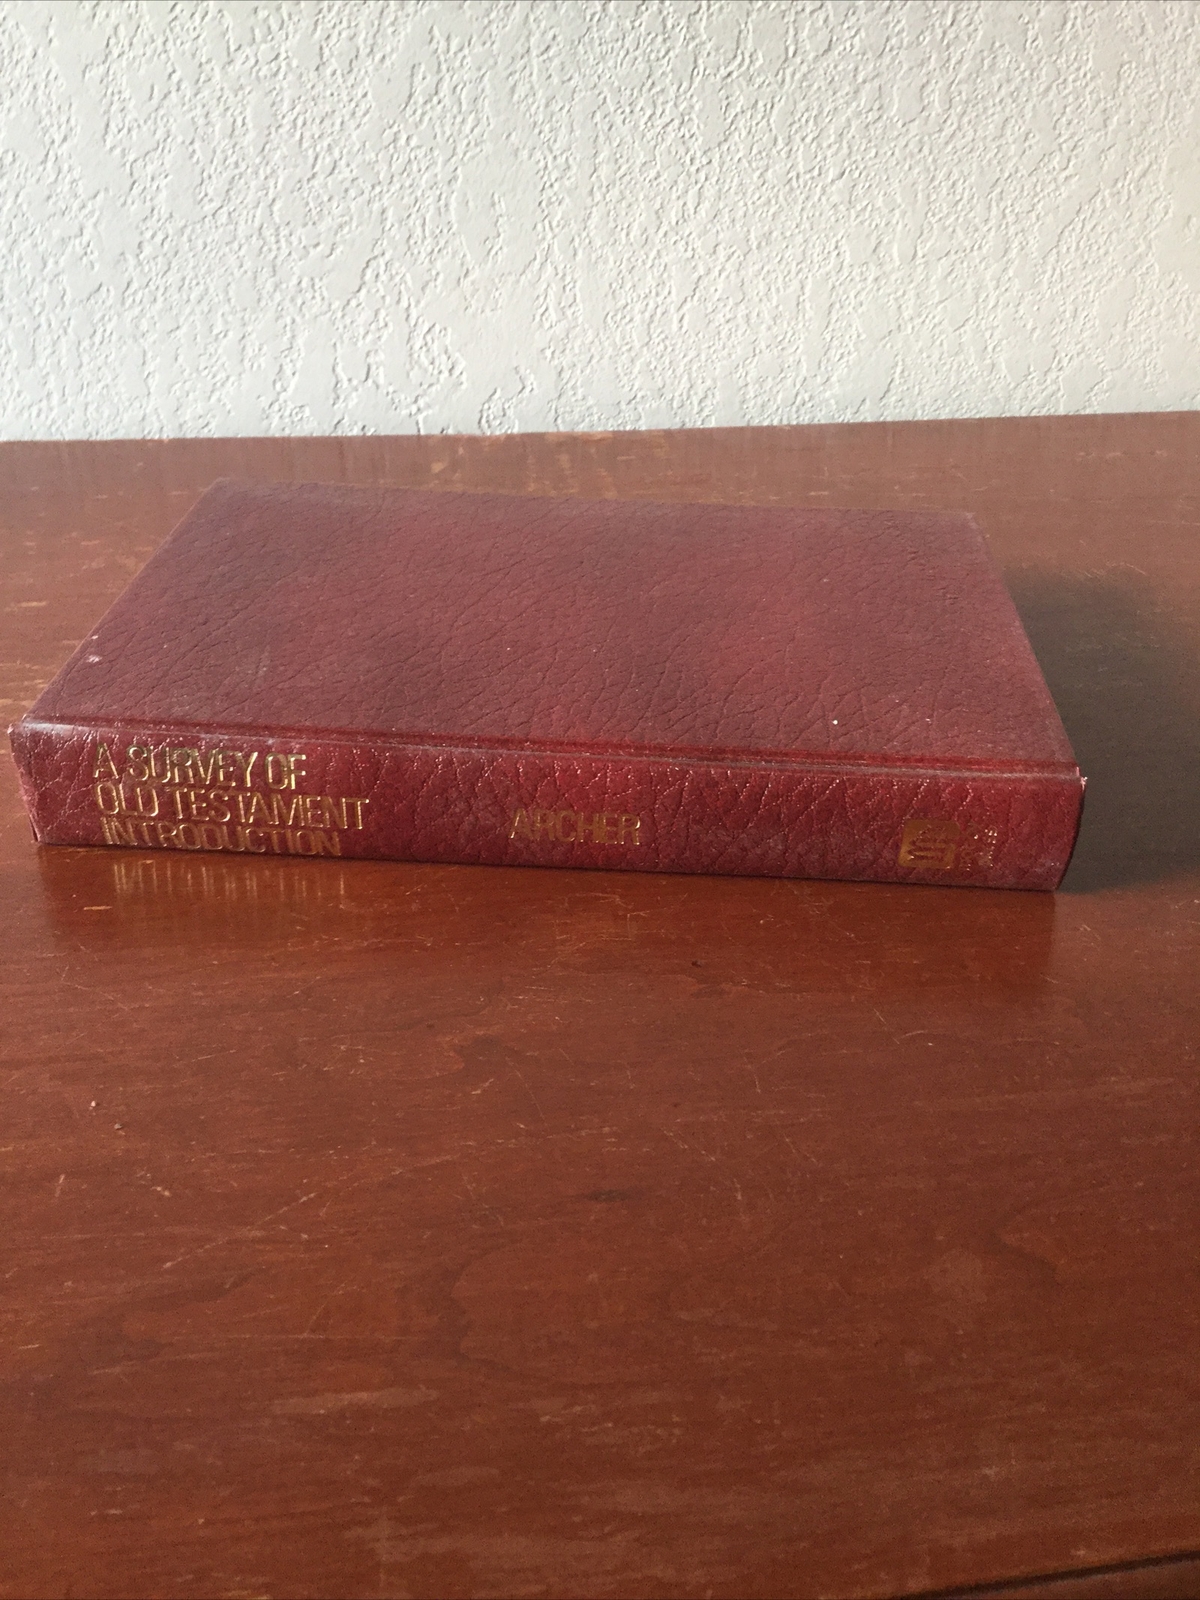 A SURVEY OF
OLD TESTAMENT
INTRODUCTION
ARCHER